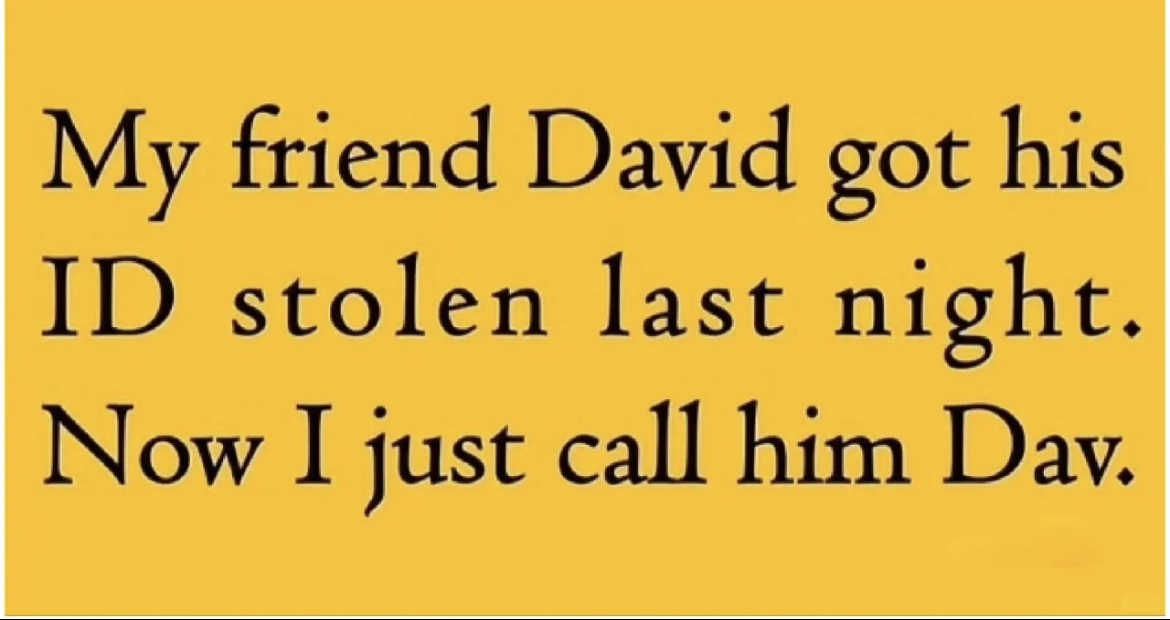 My friend David got his
ID stolen last night.
Now I just call him Dav.